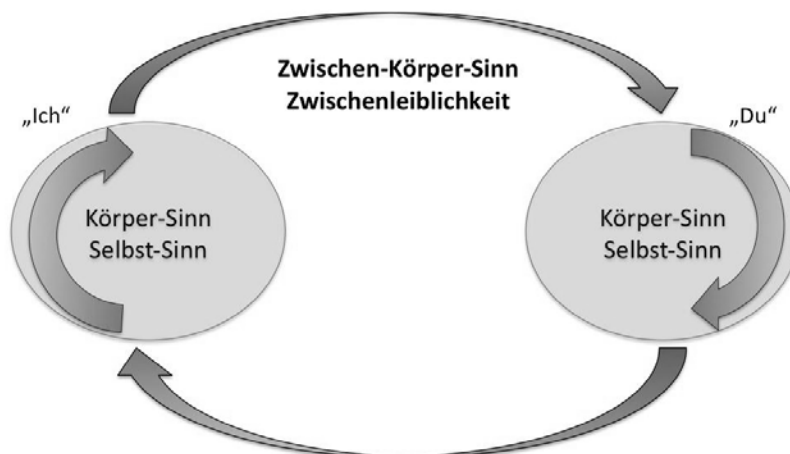 Zwischen-Körper-Sinn
Zwischenleiblichkeit
„Ich“
„Du“
Körper-Sinn
Selbst-Sinn
Körper-Sinn
Selbst-Sinn